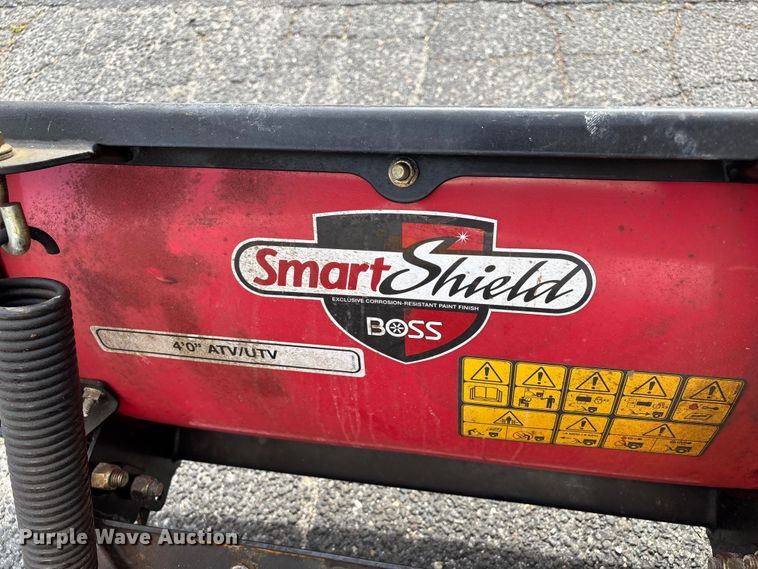 SmartShield
EXCLUSIVE CORROSION-RESISTANT PAINT FINISH
BOSS
4'0" ATV/UTV
Purple Wave Auction